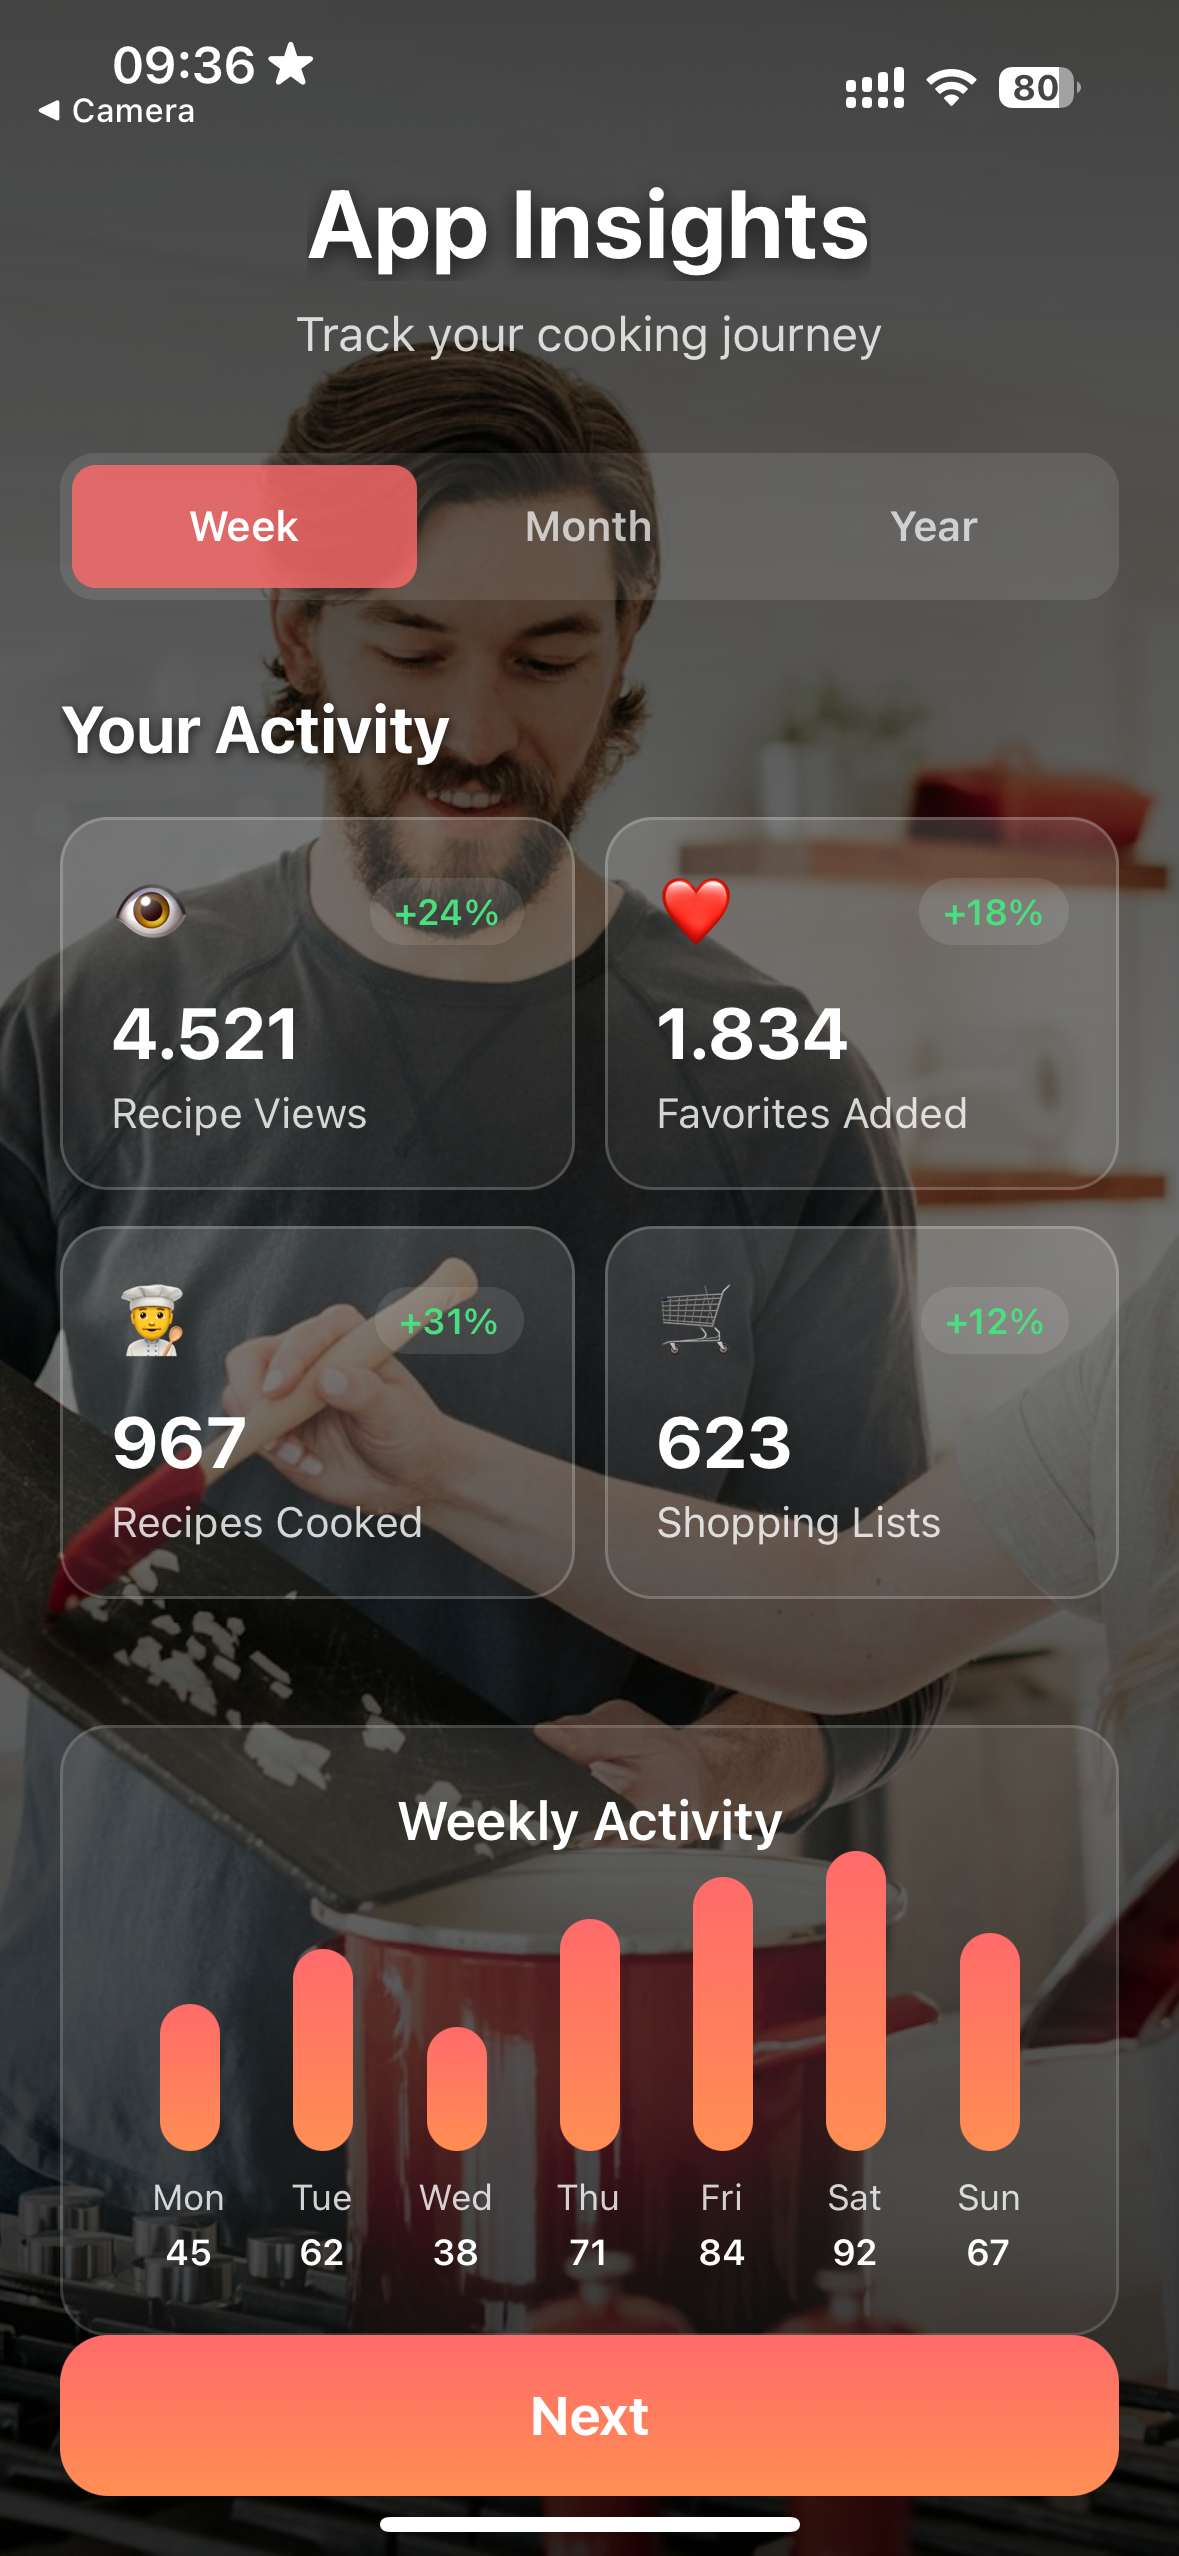 09:36
Camera
80
App Insights
Track your cooking journey
Week Month Year
Your Activity
+24%
4.521
Recipe Views
+18%
1.834
Favorites Added
+31%
967
Recipes Cooked
+12%
623
Shopping Lists
Weekly Activity
Mon Tue Wed Thu Fri Sat Sun
45 62 38 71 84 92 67
Next